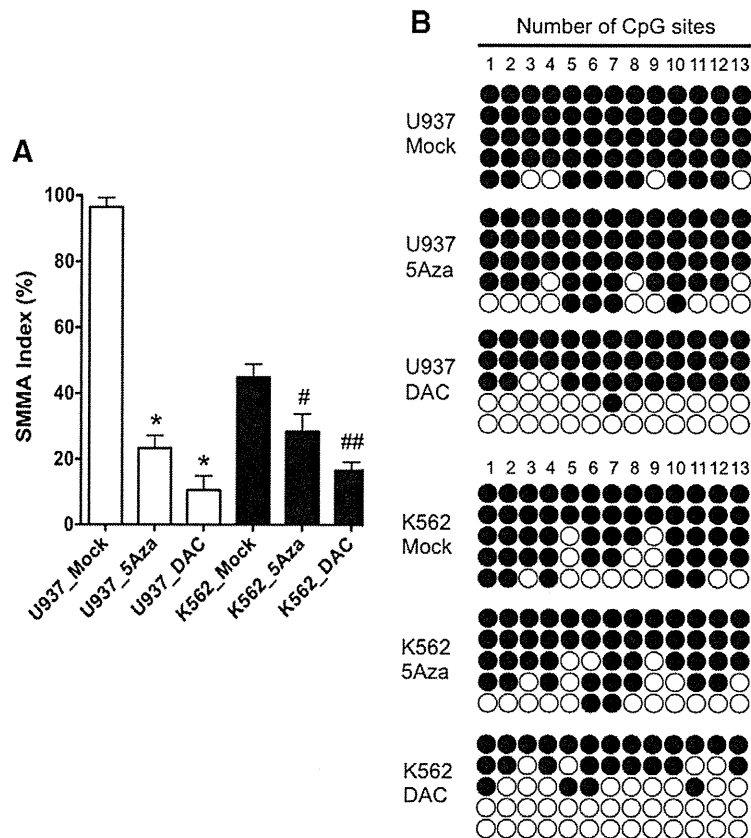 A
SMMA Index (%)
100
80
60
40
20
0
*
*
#
##
U937_Mock
U937_5Aza
U937_DAC
K562_Mock
K562_5Aza
K562_DAC
B
Number of CpG sites
1 2 3 4 5 6 7 8 9 10 11 12 13
U937
Mock
U937
5Aza
U937
DAC
1 2 3 4 5 6 7 8 9 10 11 12 13
K562
Mock
K562
5Aza
K562
DAC